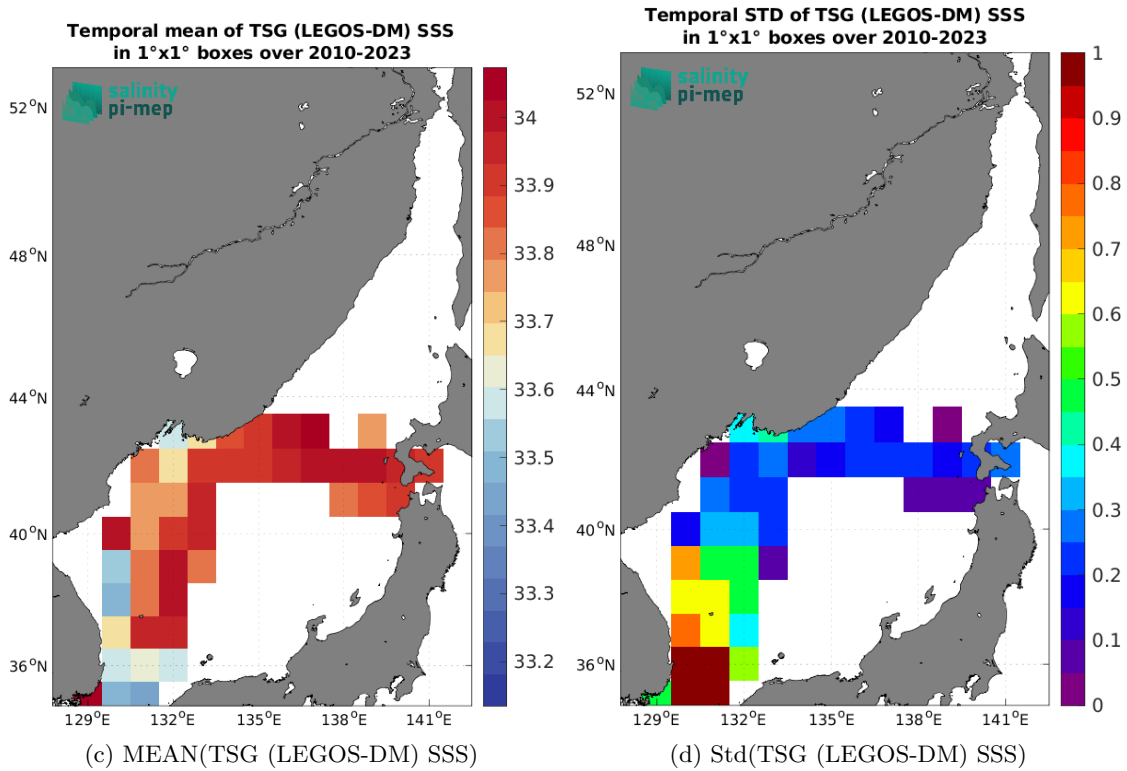 Temporal mean of TSG (LEGOS-DM) SSS
in 1°x1° boxes over 2010-2023
salinity
pi-mep
52°N
48°N
44°N
40°N
36°N
129°e 132°e 135°e 138°e 141°e
34
33.9
33.8
33.7
33.6
33.5
33.4
33.3
33.2
(c) MEAN(TSG (LEGOS-DM) SSS)
Temporal STD of TSG (LEGOS-DM) SSS
in 1°x1° boxes over 2010-2023
salinity
pi-mep
52°N
48°N
44°N
40°N
36°N
129°e 132°e 135°e 138°e 141°e
1
0.9
0.8
0.7
0.6
0.5
0.4
0.3
0.2
0.1
0
(d) Std(TSG (LEGOS-DM) SSS)